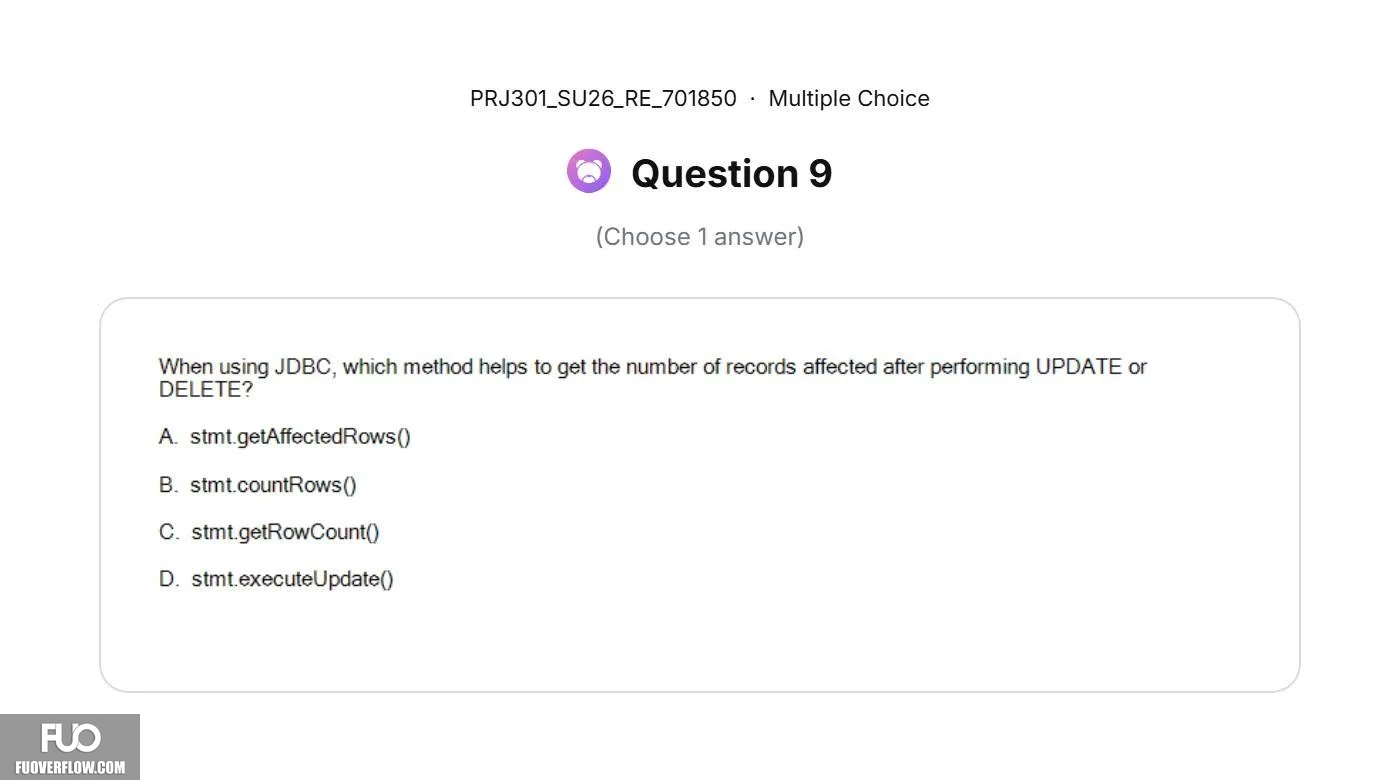 PRJ301_SU26_RE_701850 · Multiple Choice
Question 9
(Choose 1 answer)
When using JDBC, which method helps to get the number of records affected after performing UPDATE or
DELETE?
A. stmt.getAffectedRows()
B. stmt.countRows()
C. stmt.getRowCount()
D. stmt.executeUpdate()
FUO
FUOVERFLOW.COM